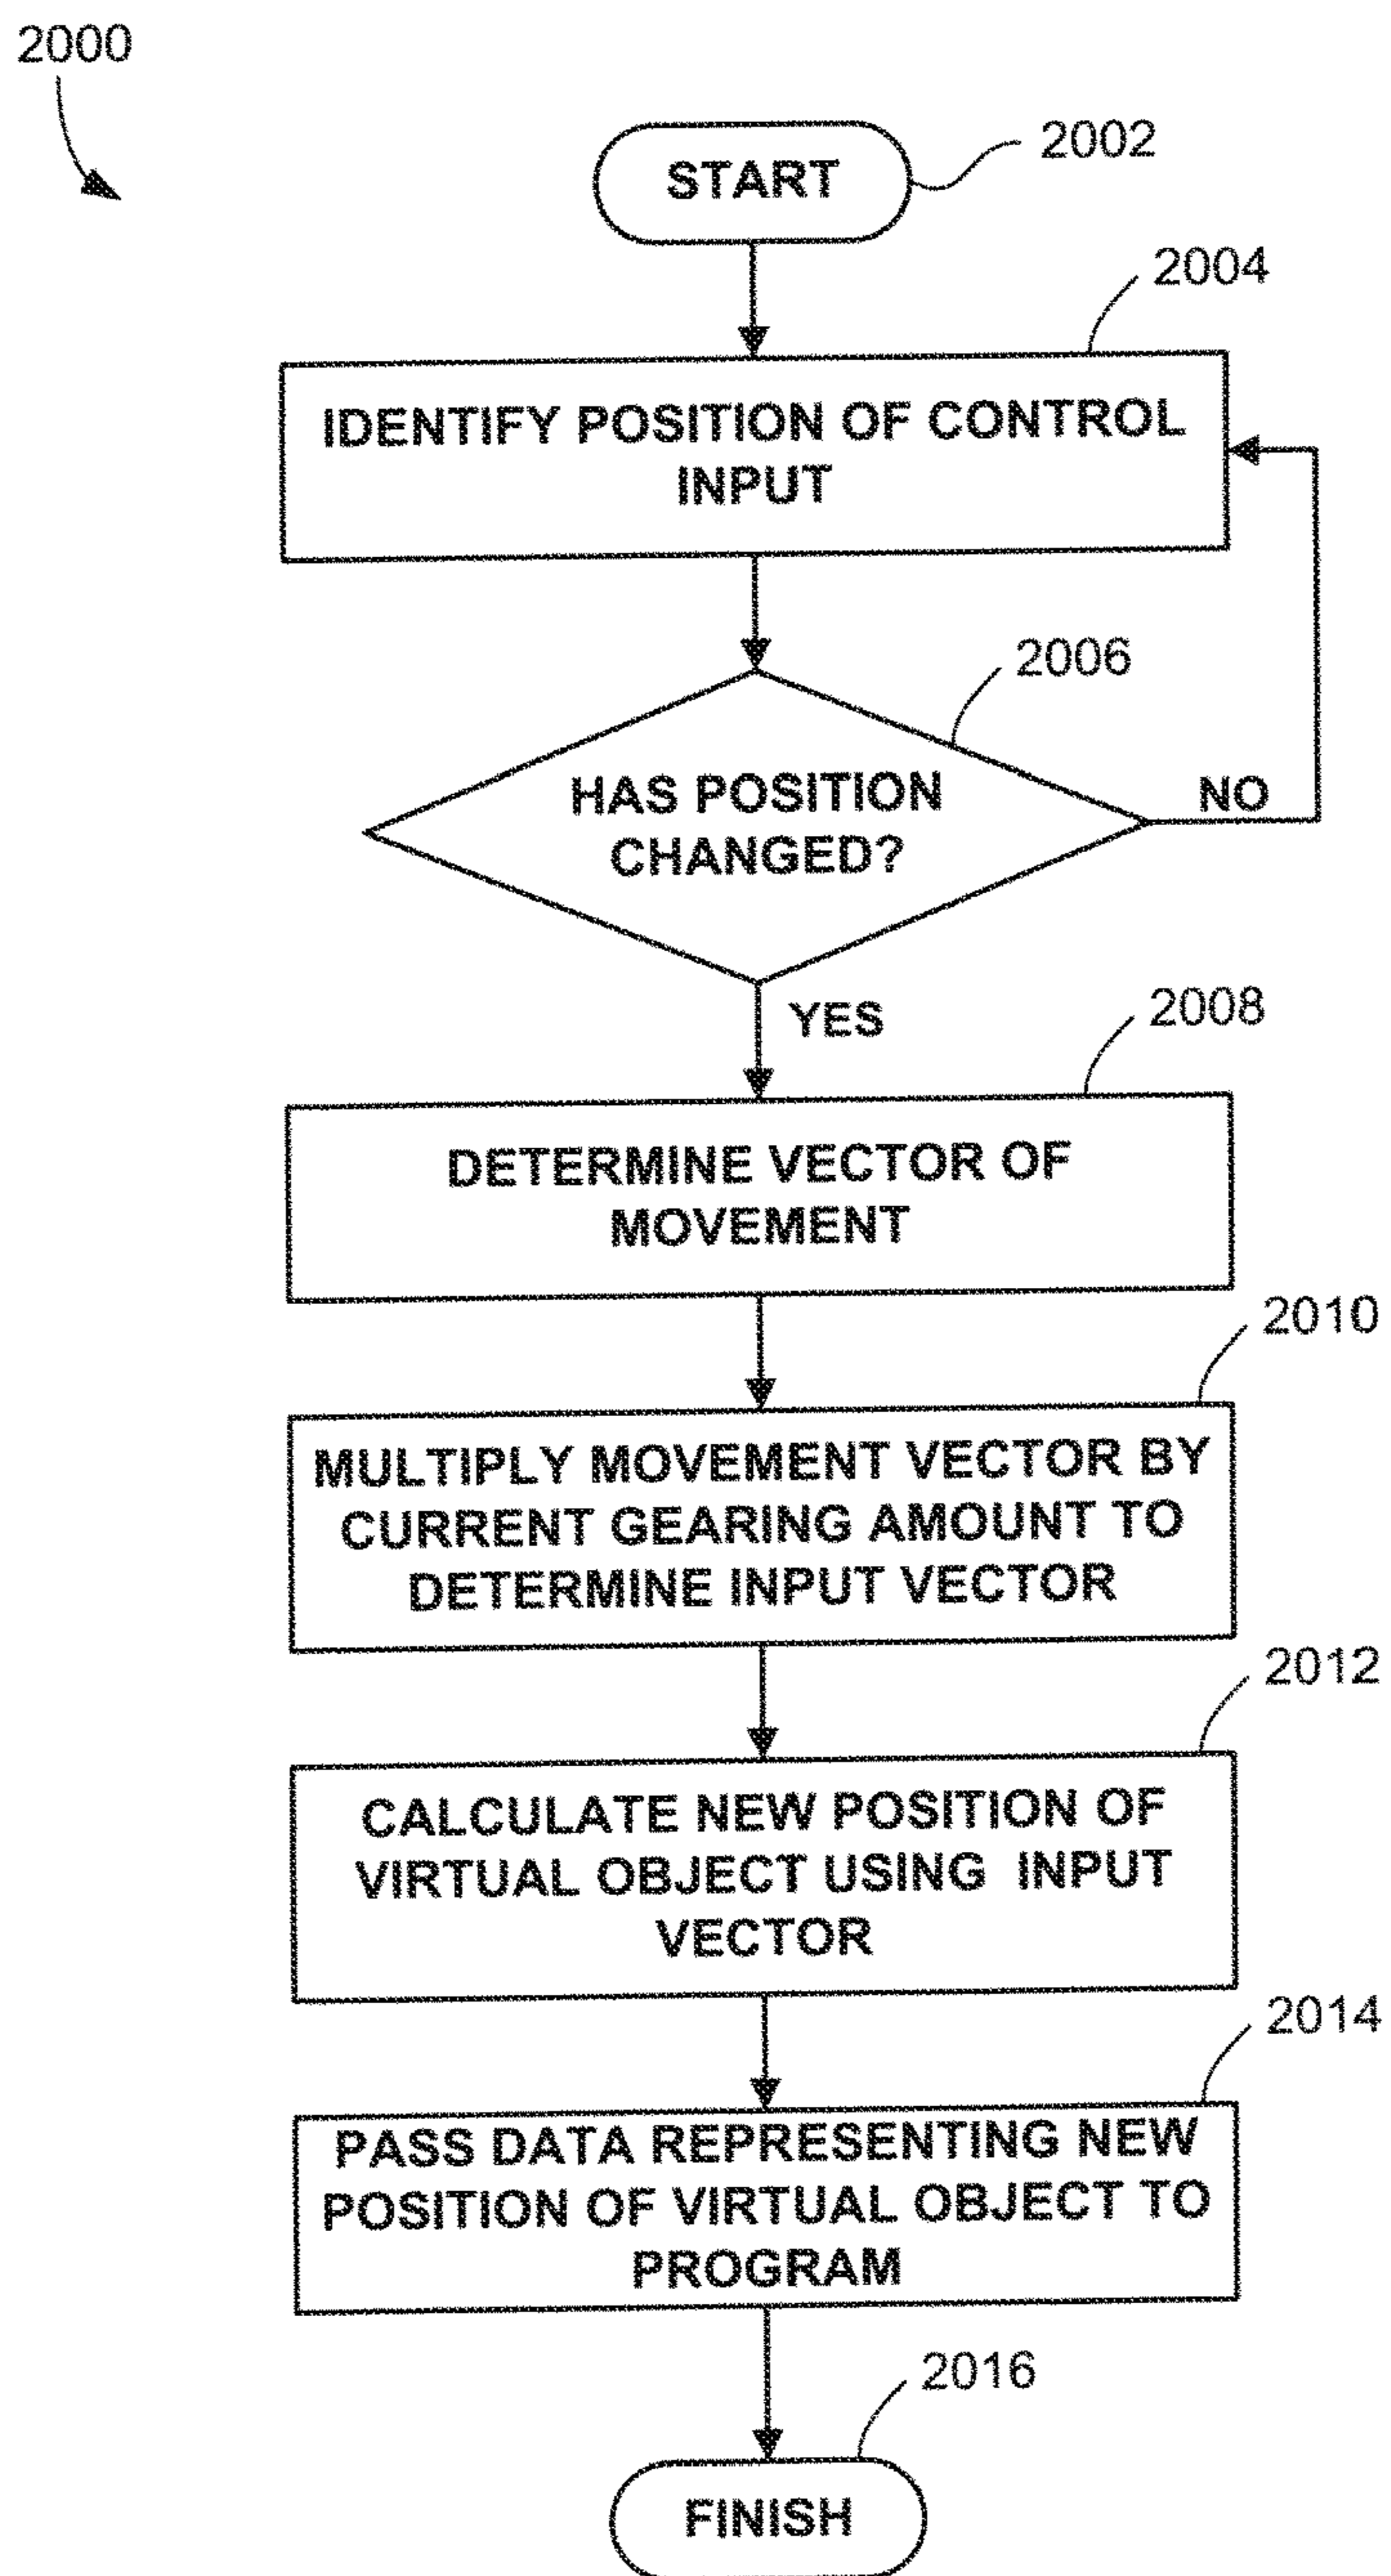 2000
START
2002
2004
IDENTIFY POSITION OF CONTROL
INPUT
2006
HAS POSITION
CHANGED?
NO
YES
2008
DETERMINE VECTOR OF
MOVEMENT
2010
MULTIPLY MOVEMENT VECTOR BY
CURRENT GEARING AMOUNT TO
DETERMINE INPUT VECTOR
2012
CALCULATE NEW POSITION OF
VIRTUAL OBJECT USING INPUT
VECTOR
2014
PASS DATA REPRESENTING NEW
POSITION OF VIRTUAL OBJECT TO
PROGRAM
2016
FINISH